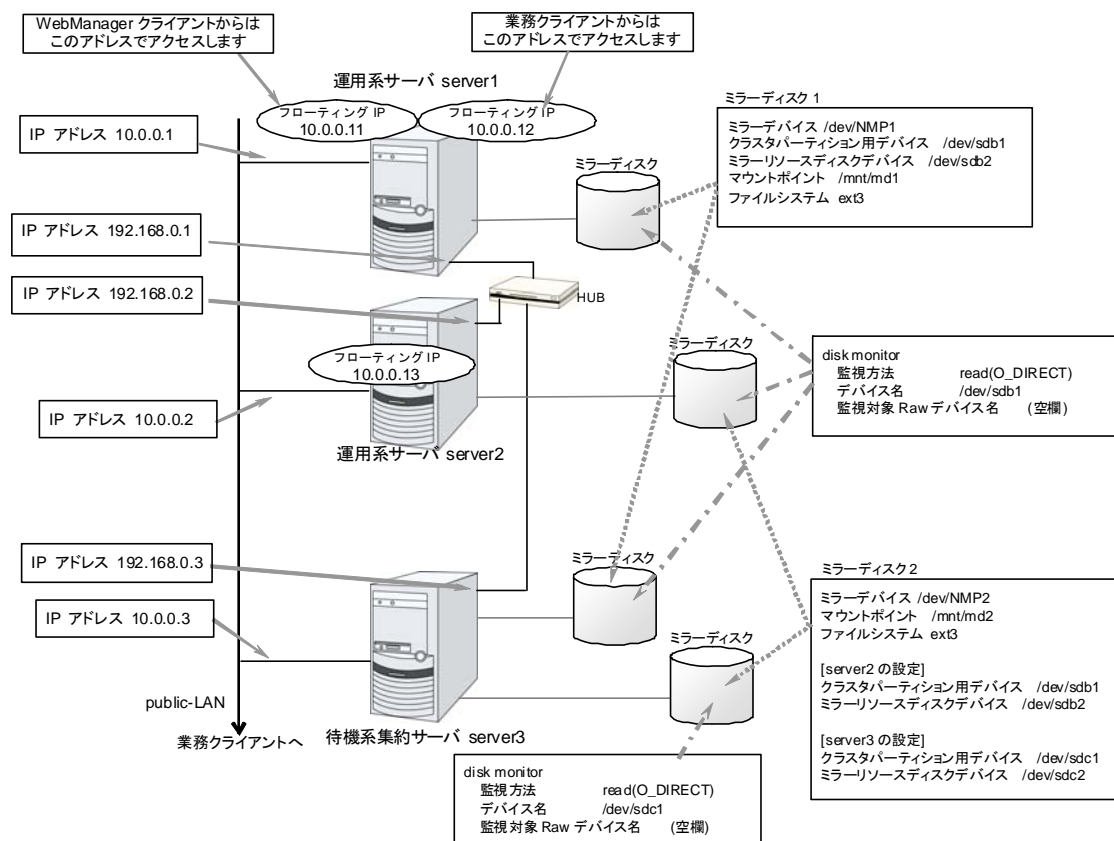 WebManager クライアントからは
このアドレスでアクセスします
業務クライアントからは
このアドレスでアクセスします
運用系サーバ server1
フローティング IP
10.0.0.11
フローティング IP
10.0.0.12
IP アドレス 10.0.0.1
ミラーディスク
ミラーディスク 1
ミラーデバイス /dev/NMP1
クラスタパーティション用デバイス /dev/sdb1
ミラーリソースディスクデバイス /dev/sdb2
マウントポイント /mnt/md1
ファイルシステム ext3
IP アドレス 192.168.0.1
IP アドレス 192.168.0.2
HUB
フローティング IP
10.0.0.13
ミラーディスク
disk monitor
監視方法 read(O_DIRECT)
デバイス名 /dev/sdb1
監視対象 Raw デバイス名 (空欄)
IP アドレス 10.0.0.2
運用系サーバ server2
IP アドレス 192.168.0.3
ミラーディスク
IP アドレス 10.0.0.3
ミラーディスク
ミラーディスク 2
ミラーデバイス /dev/NMP2
マウントポイント /mnt/md2
ファイルシステム ext3
[server2 の設定]
クラスタパーティション用デバイス /dev/sdb1
ミラーリソースディスクデバイス /dev/sdb2
[server3 の設定]
クラスタパーティション用デバイス /dev/sdc1
ミラーリソースディスクデバイス /dev/sdc2
public-LAN
業務クライアントへ
待機系集約サーバ server3
disk monitor
監視方法 read(O_DIRECT)
デバイス名 /dev/sdc1
監視対象 Raw デバイス名 (空欄)